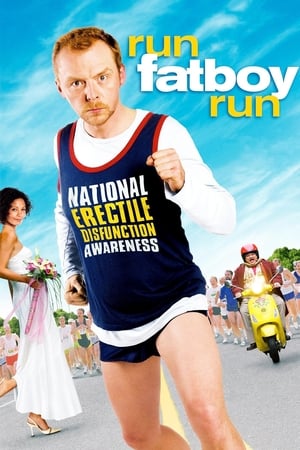 run
fatboy
run
NATIONAL
ERECTILE
DISFUNCTION
AWARENESS